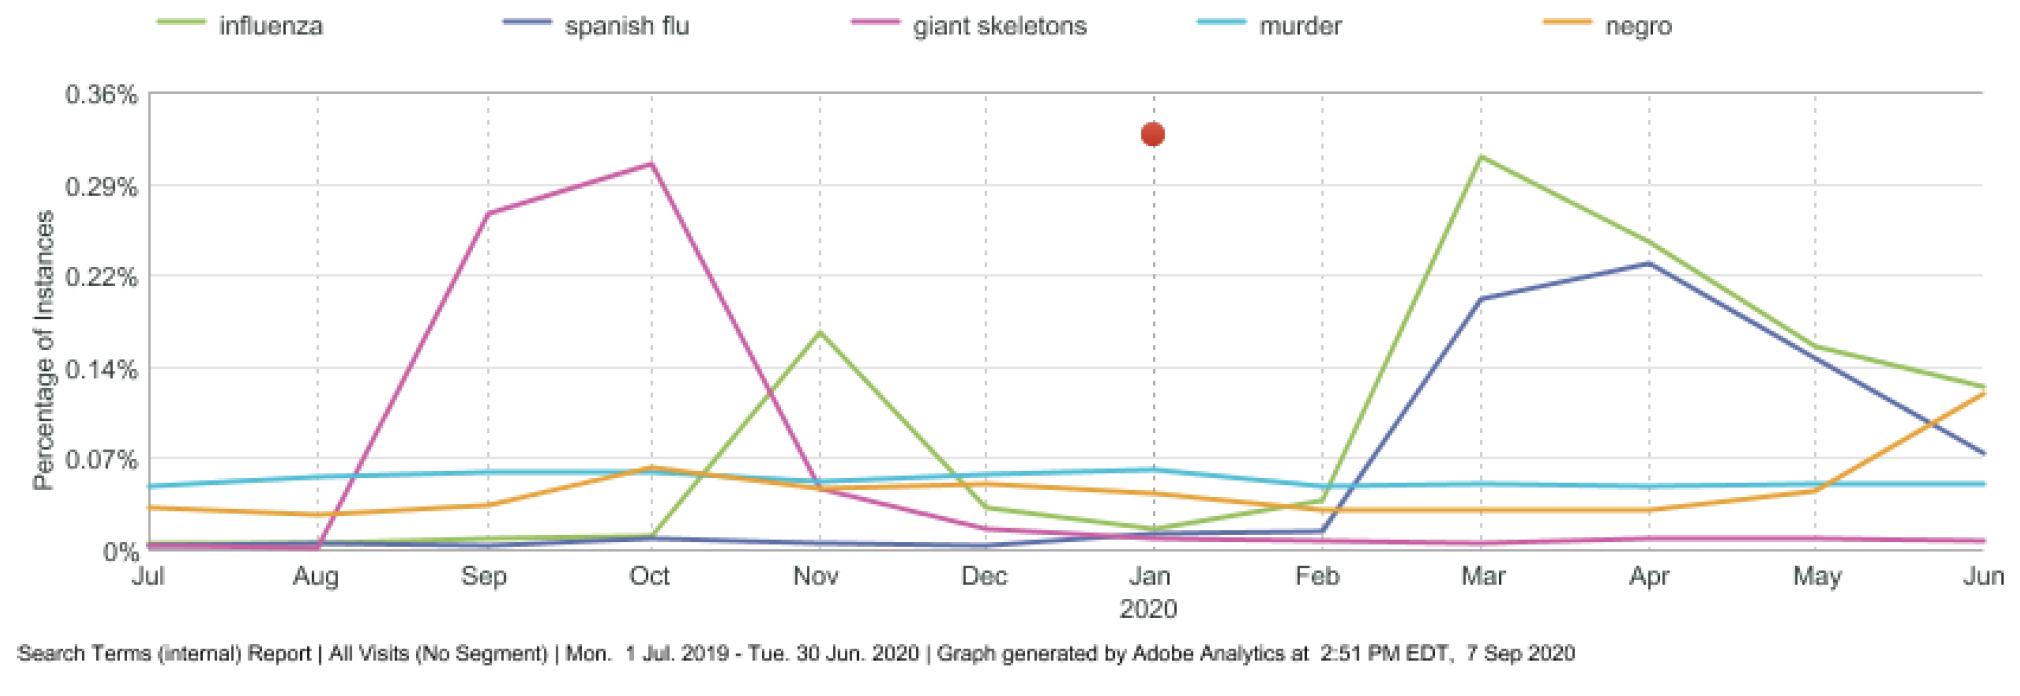 influenza spanish flu giant skeletons murder negro
0.36%
0.29%
0.22%
0.14%
0.07%
0%
Percentage of Instances
Jul Aug Sep Oct Nov Dec Jan Feb Mar Apr May Jun
2020
Search Terms (internal) Report | All Visits (No Segment) | Mon. 1 Jul. 2019 - Tue. 30 Jun. 2020 | Graph generated by Adobe Analytics at 2:51 PM EDT, 7 Sep 2020